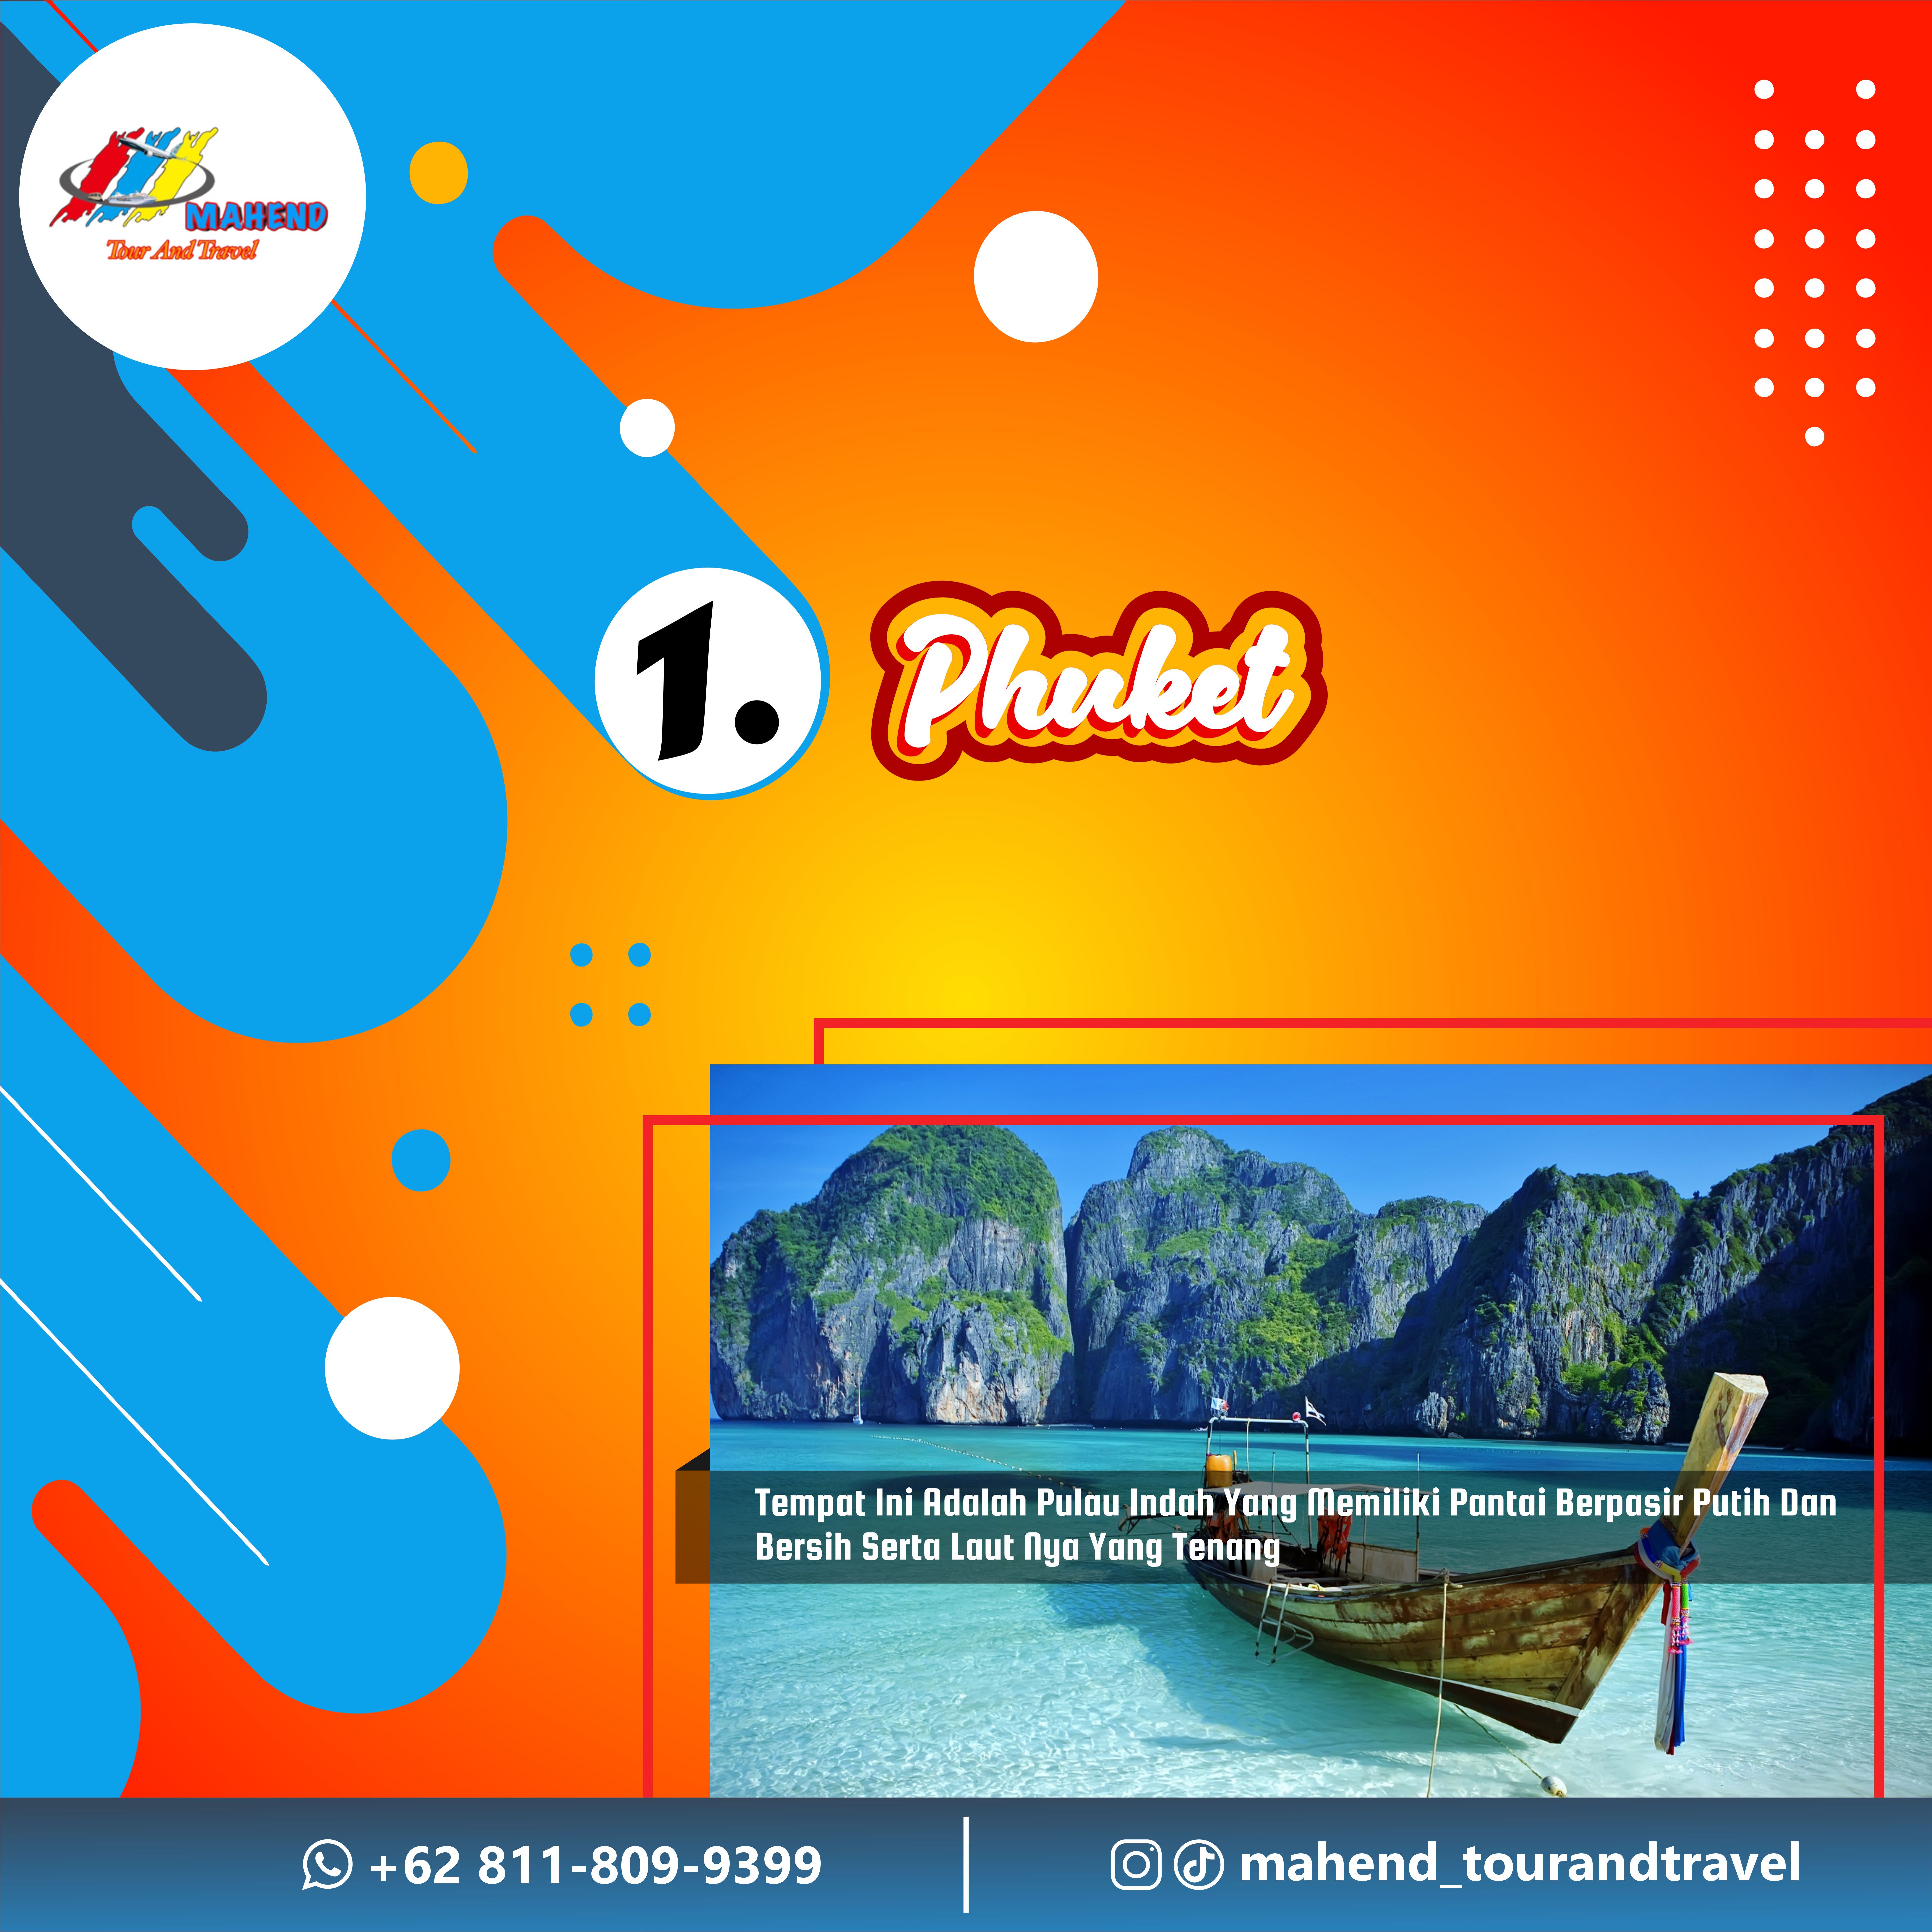 MAHEND
Tour And Travel
1.
Phuket
Tempat Ini Adalah Pulau Indah Yang Memiliki Pantai Berpasir Putih Dan
Bersih Serta Laut Nya Yang Tenang
+62 811-809-9399
mahend_tourandtravel